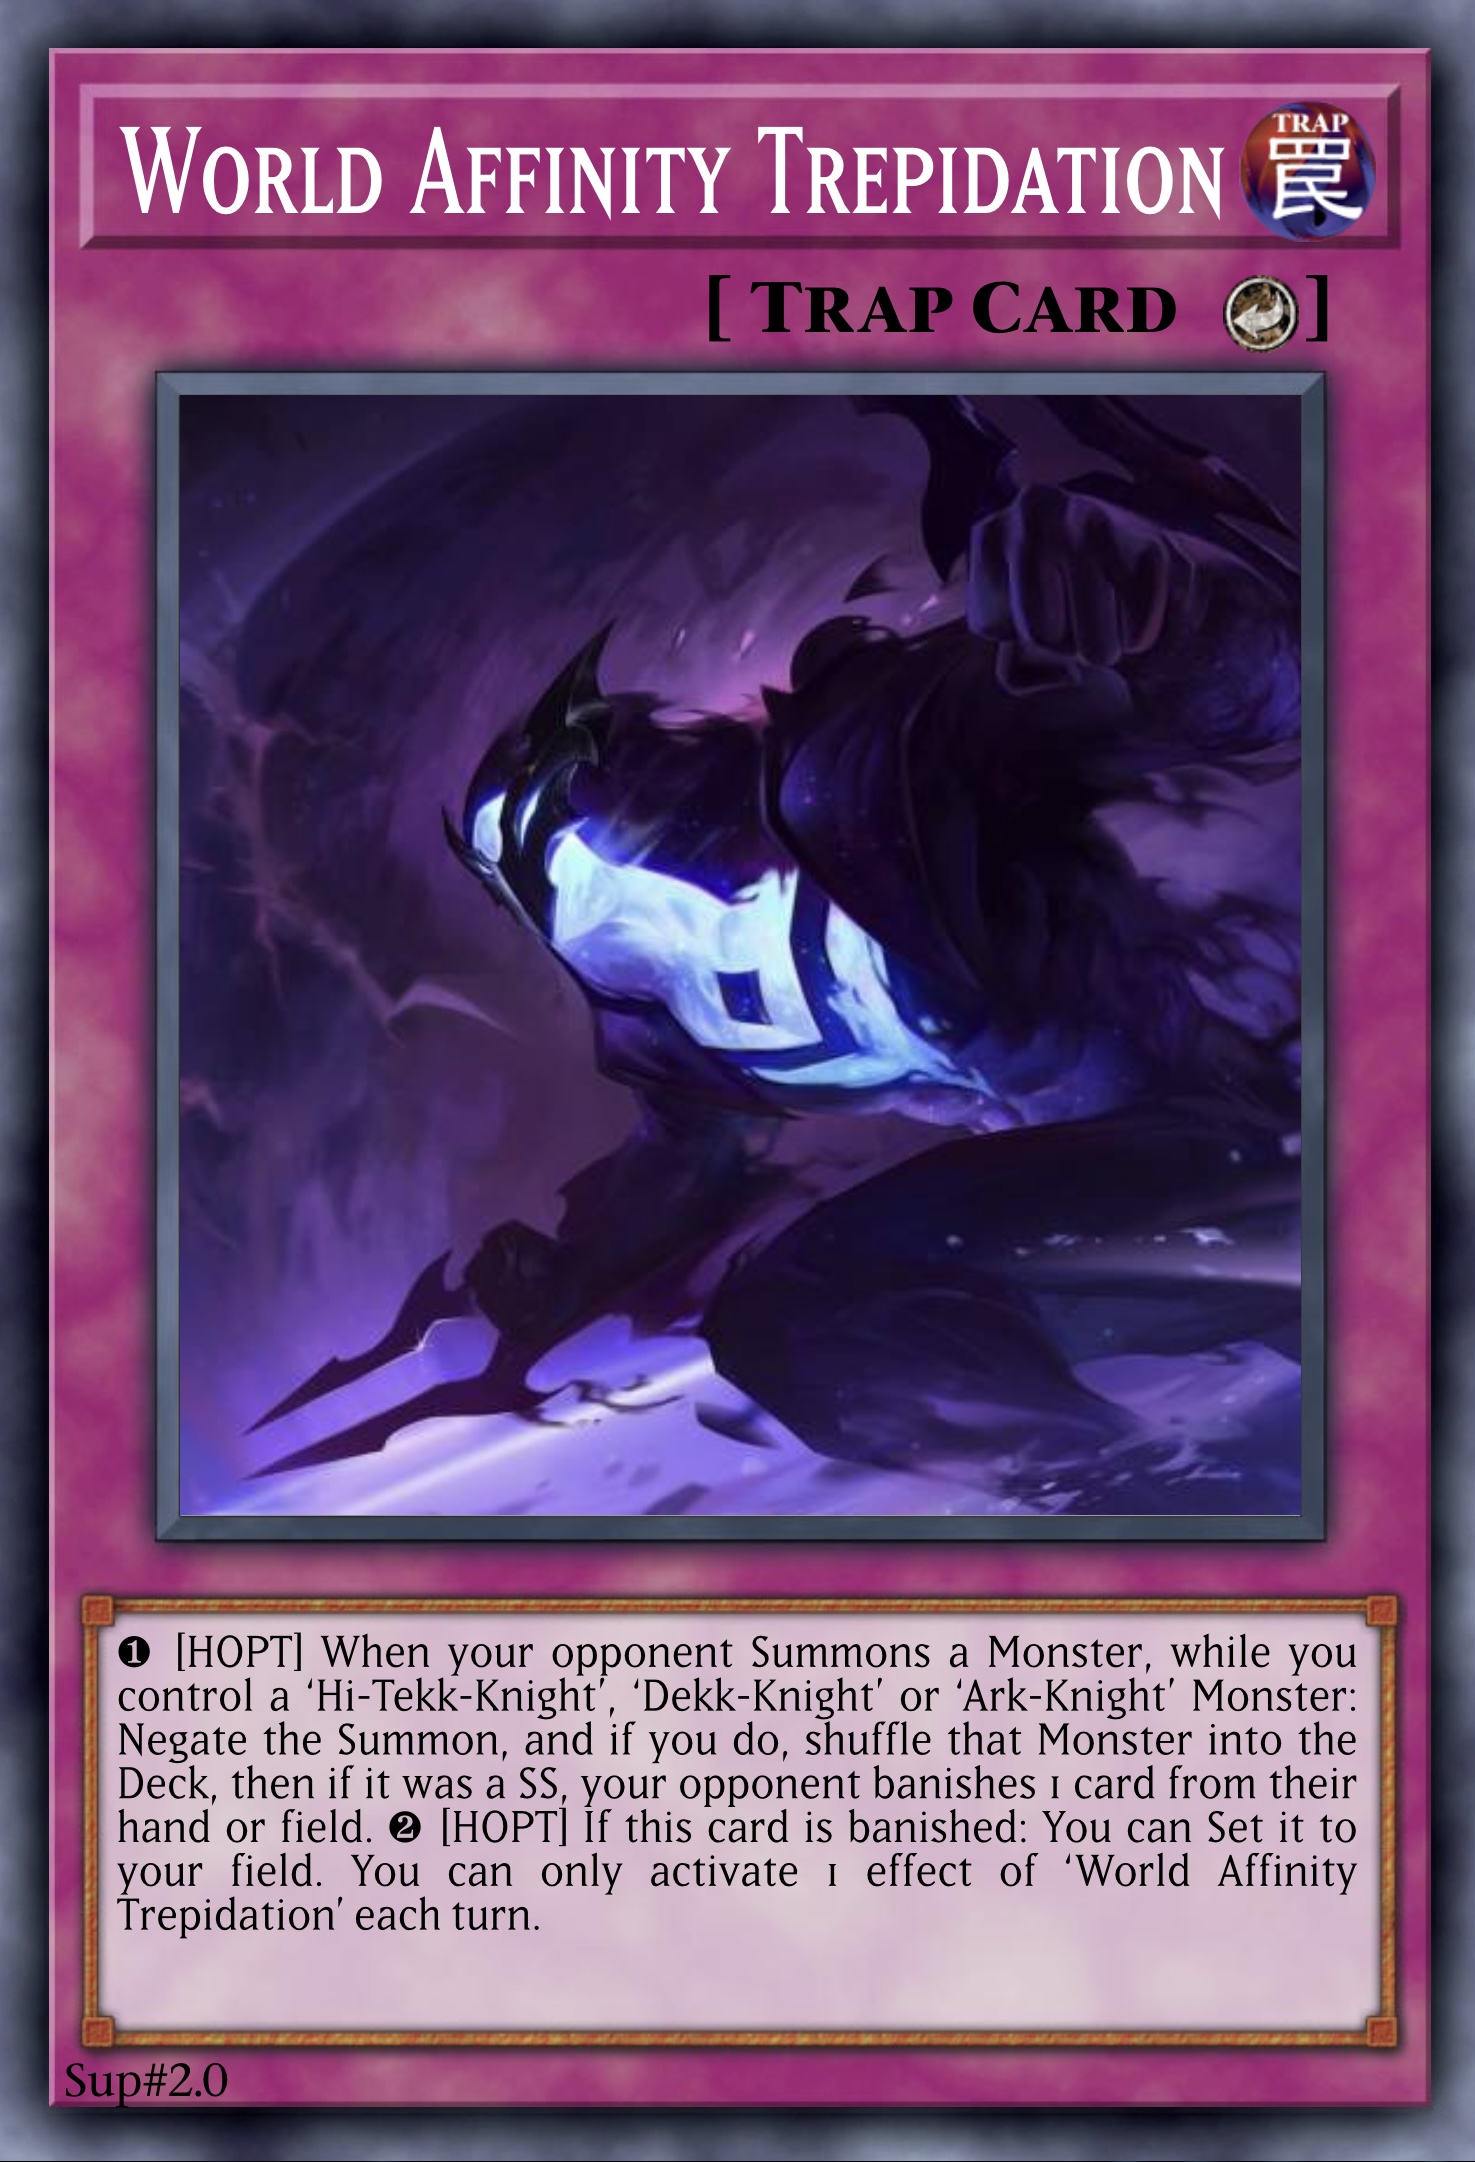 World Affinity Trepidation
TRAP
罠
[ Trap Card ]
❶ [HOPT] When your opponent Summons a Monster, while you
control a ‘Hi-Tekk-Knight’, ‘Dekk-Knight’ or ‘Ark-Knight’ Monster:
Negate the Summon, and if you do, shuffle that Monster into the
Deck, then if it was a SS, your opponent banishes 1 card from their
hand or field. ❷ [HOPT] If this card is banished: You can Set it to
your field. You can only activate 1 effect of ‘World Affinity
Trepidation’ each turn.
Sup#2.0